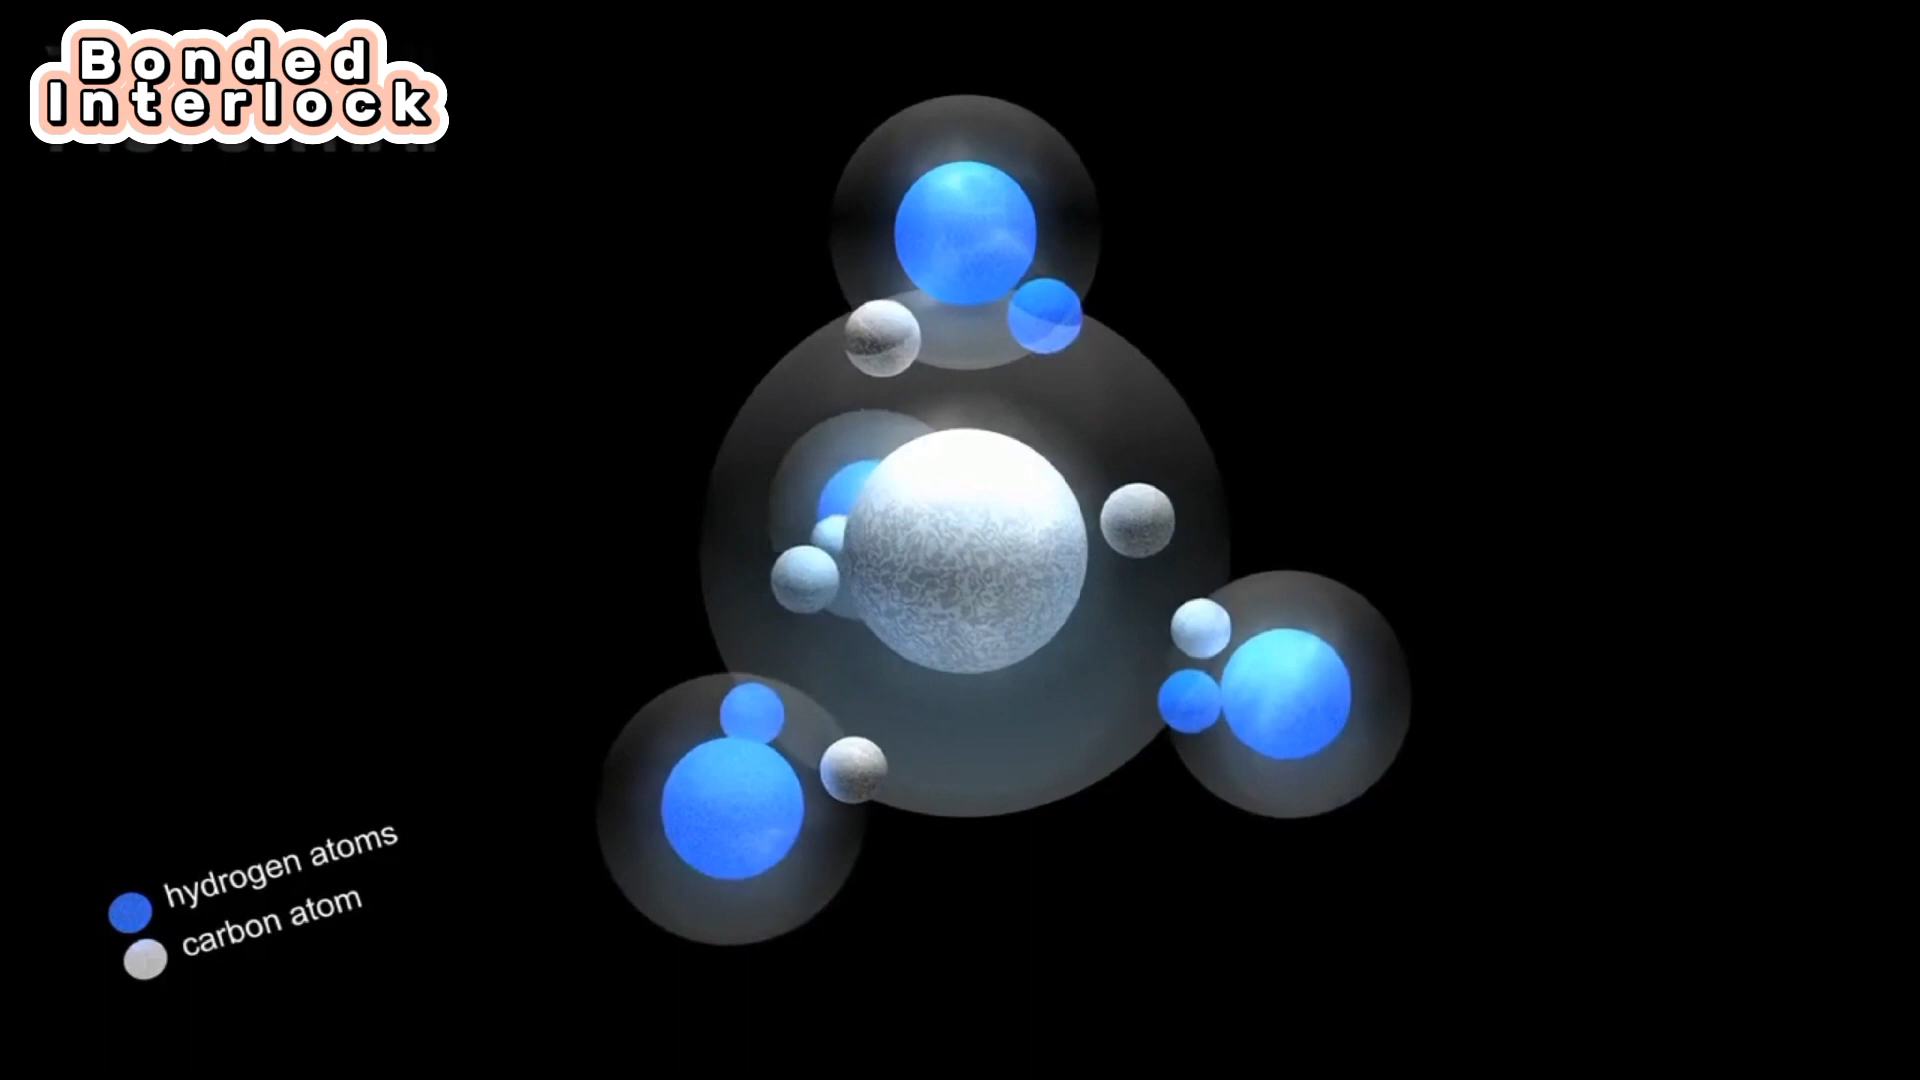 Bonded
Interlock
hydrogen atoms
carbon atom